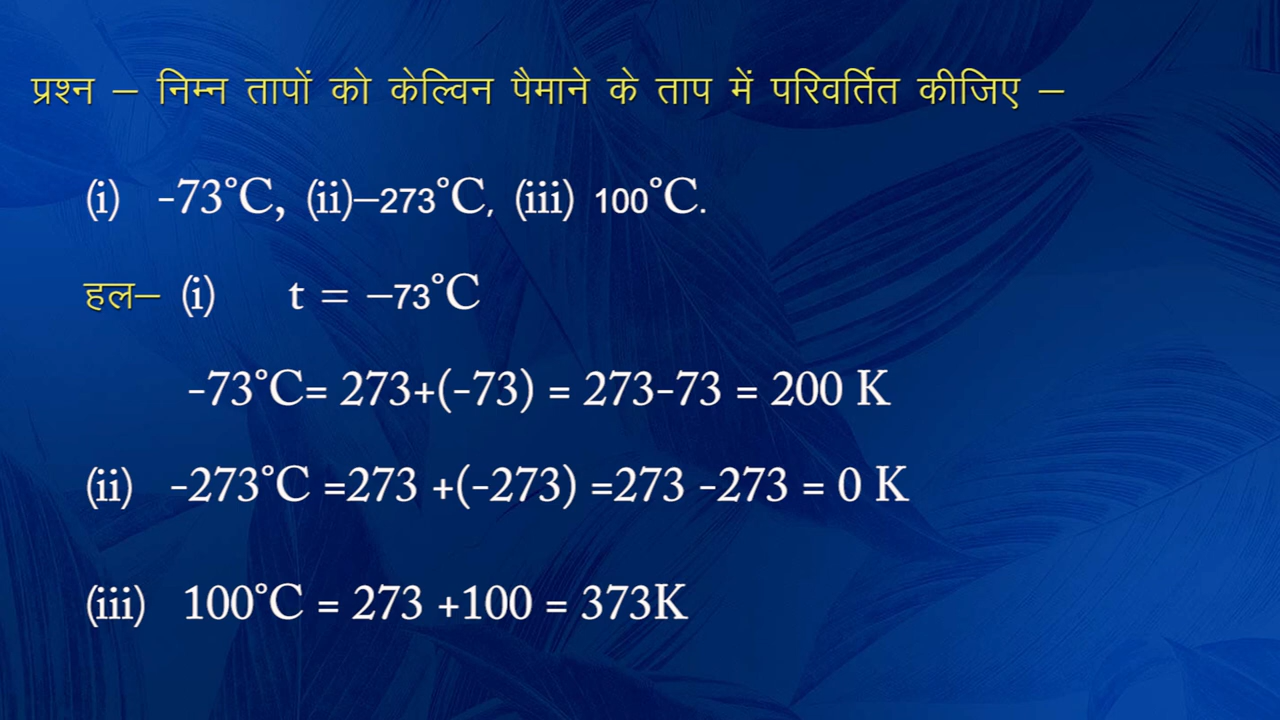 प्रश्न – निम्न तापों को केल्विन पैमाने के ताप में परिवर्तित कीजिए –
(i) -73°C, (ii)–273°C, (iii) 100°C.
हल– (i) t = –73°C
-73°C= 273+(-73) = 273-73 = 200 K
(ii) -273°C =273 +(-273) =273 -273 = 0 K
(iii) 100°C = 273 +100 = 373K